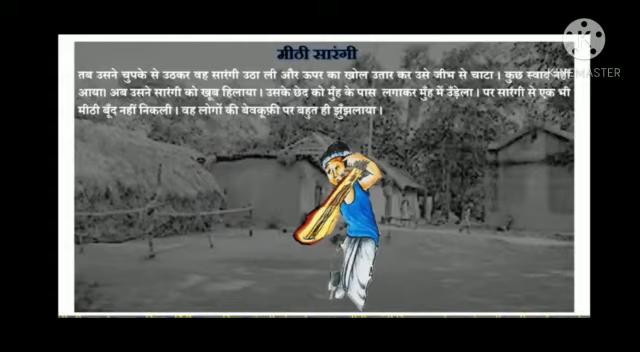 मीठी सारंगी
तब उसने चुपके से उठकर वह सारंगी उठा ली और ऊपर का खोल उतार कर उसे जीभ से चाटा। कुछ स्वाद नहीं
आया। अब उसने सारंगी को खूब हिलाया। उसके छेद को मुँह के पास लगाकर मुँह में उँड़ेला। पर सारंगी से एक भी
मीठी बूँद नहीं निकली। वह लोगों की बेवकूफ़ी पर बहुत ही झुँझलाया।
KINEMASTER